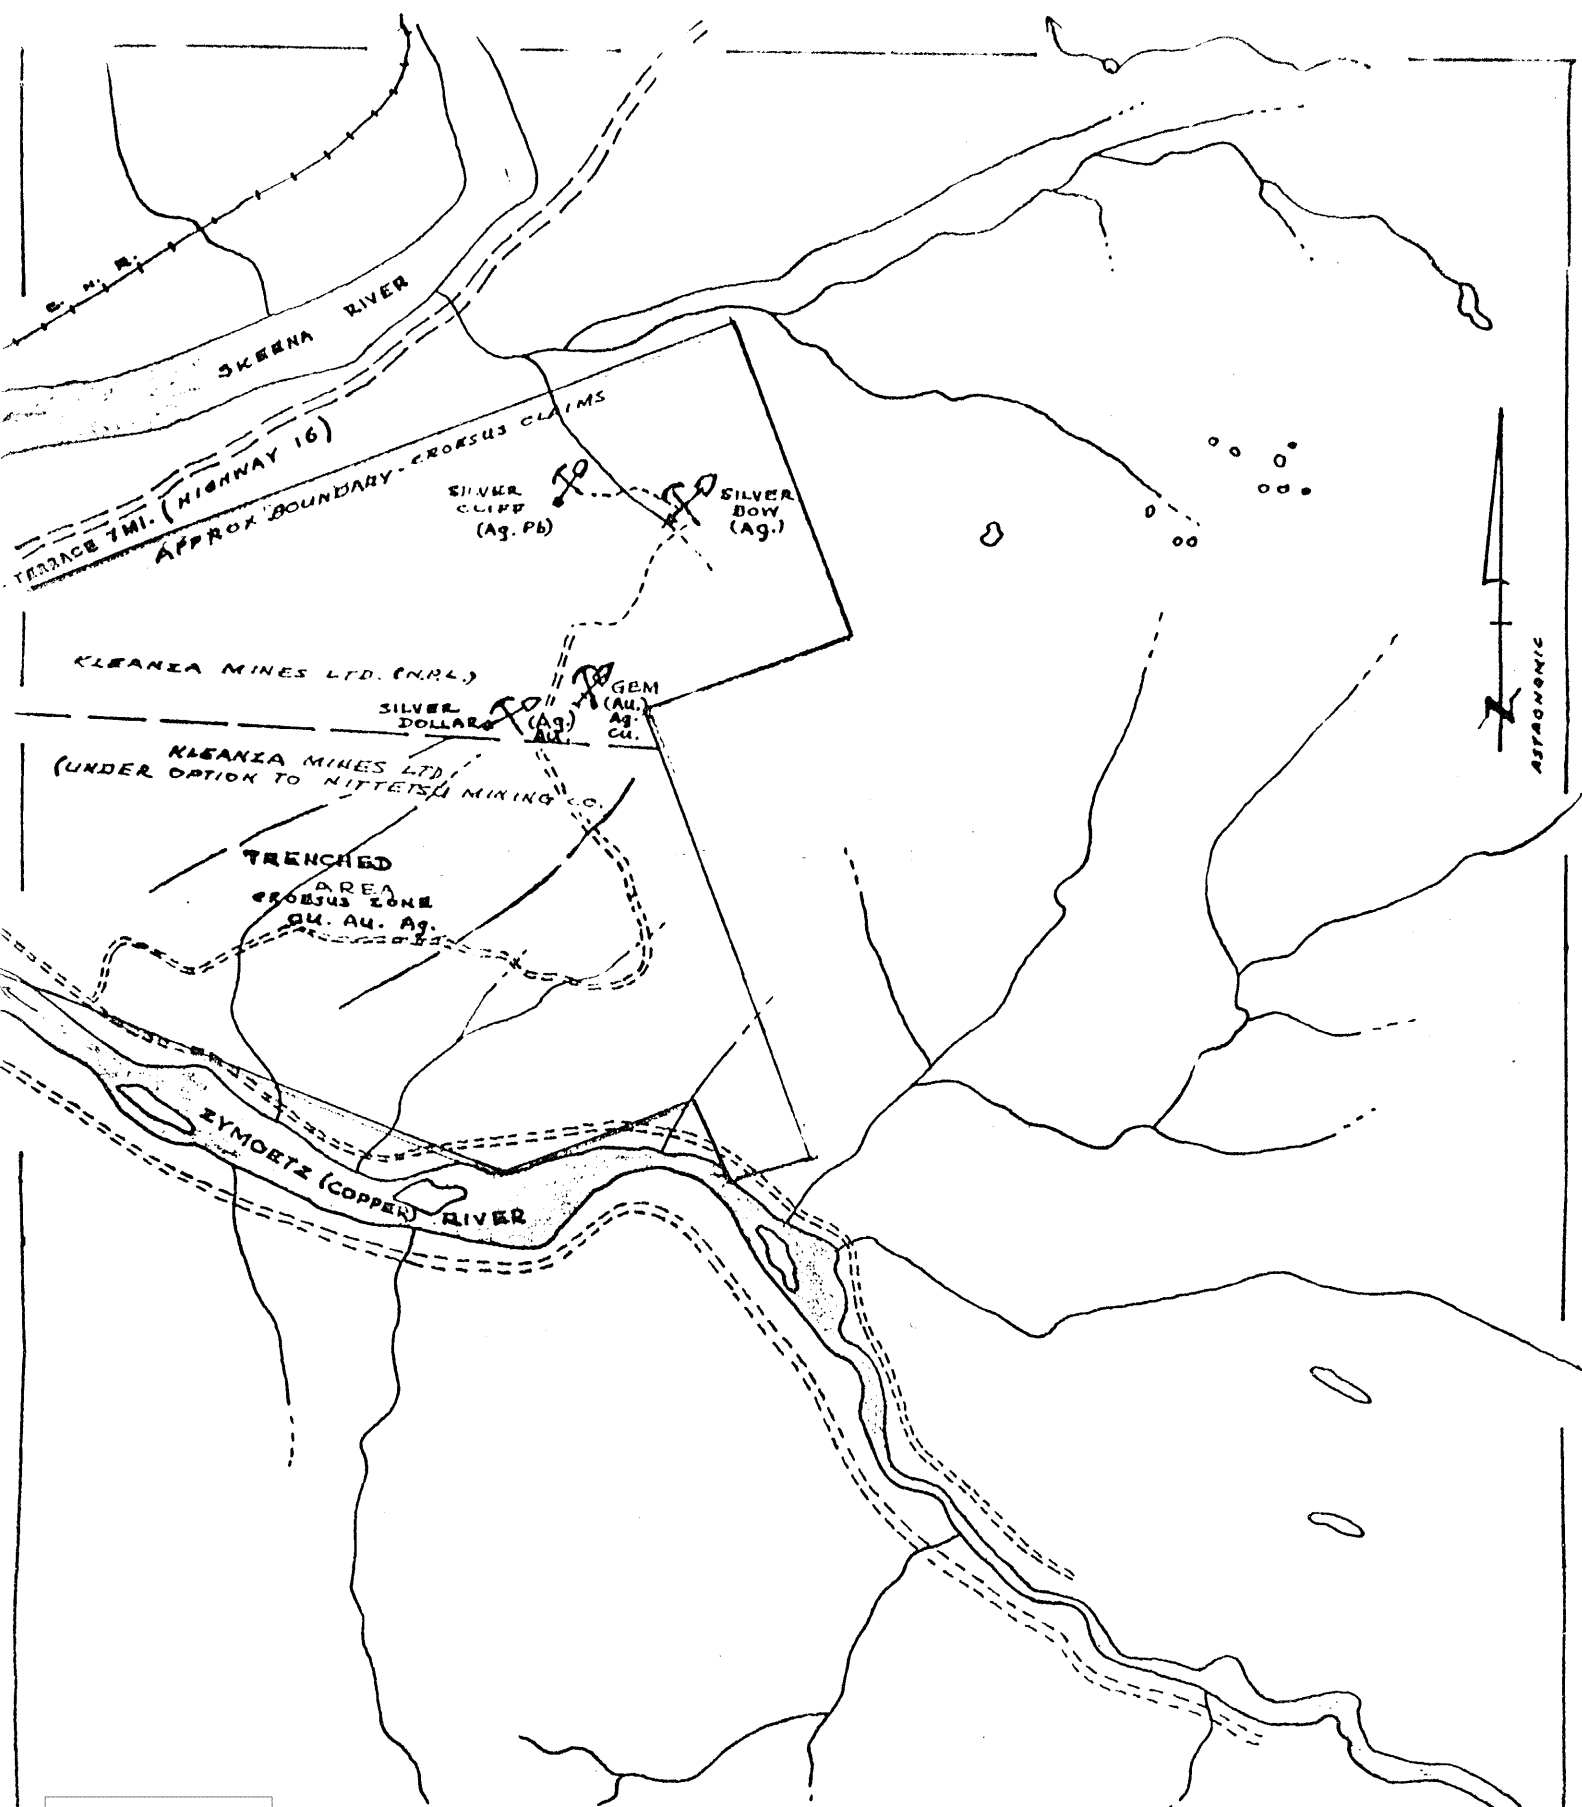 C. N. R.
SKEENA RIVER
TERRACE 7 MI. (HIGHWAY 16)
APPROX BOUNDARY - CROESUS CLAIMS
SILVER
CLIFF
(Ag. Pb)
SILVER
BOW
(Ag.)
KLEANZA MINES LTD. (N.P.L.)
GEM
(Au.)
Ag.
Cu.
SILVER
DOLLAR
(Ag.)
Au.
KLEANZA MINES LTD
(UNDER OPTION TO NITTETSU MINING CO.
TRENCHED
AREA
CROESUS ZONE
CU. Au. Ag.
ZYMOETZ (COPPER) RIVER
N
ASTRONOMIC